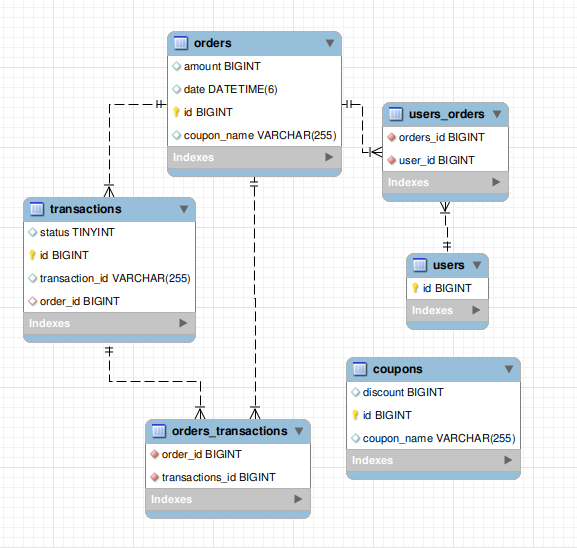 orders
amount BIGINT
date DATETIME(6)
id BIGINT
coupon_name VARCHAR(255)
Indexes
users_orders
orders_id BIGINT
user_id BIGINT
Indexes
transactions
status TINYINT
id BIGINT
transaction_id VARCHAR(255)
order_id BIGINT
Indexes
users
id BIGINT
Indexes
coupons
discount BIGINT
id BIGINT
coupon_name VARCHAR(255)
Indexes
orders_transactions
order_id BIGINT
transactions_id BIGINT
Indexes